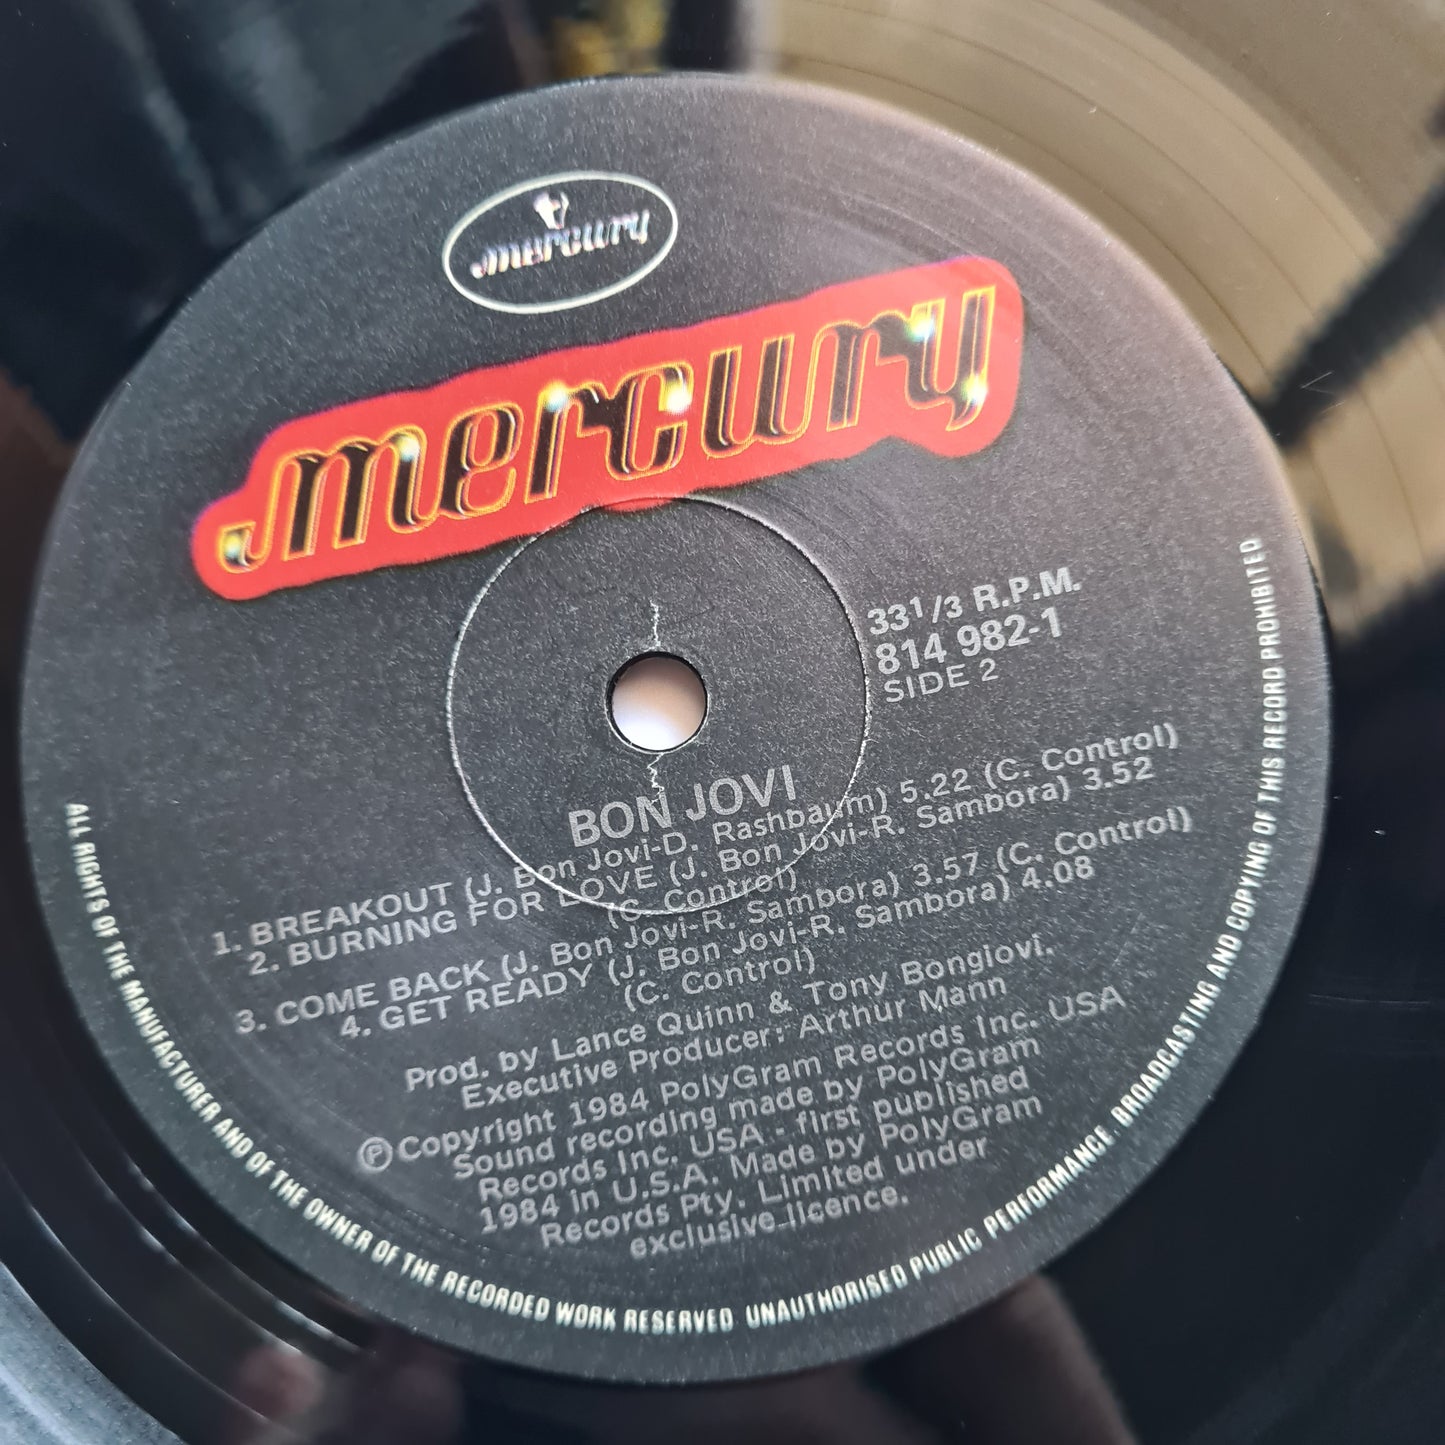 mercury
mercury
33 1/3 R.P.M.
814 982-1
SIDE 2
BON JOVI
1. BREAKOUT (J. Bon Jovi-D. Rashbaum) 5.22 (C. Control)
2. BURNING FOR LOVE (J. Bon Jovi-R. Sambora) 3.52
(C. Control)
3. COME BACK (J. Bon Jovi-R. Sambora) 3.57 (C. Control)
4. GET READY (J. Bon Jovi-R. Sambora) 4.08
(C. Control)
Prod. by Lance Quinn & Tony Bongiovi.
Executive Producer: Arthur Mann
Ⓟ Copyright 1984 PolyGram Records Inc. USA
Sound recording made by PolyGram
Records Inc. USA - first published
1984 in U.S.A. Made by PolyGram
Records Pty. Limited under
exclusive licence.
ALL RIGHTS OF THE MANUFACTURER AND OF THE OWNER OF THE RECORDED WORK RESERVED UNAUTHORISED PUBLIC PERFORMANCE, BROADCASTING AND COPYING OF THIS RECORD PROHIBITED